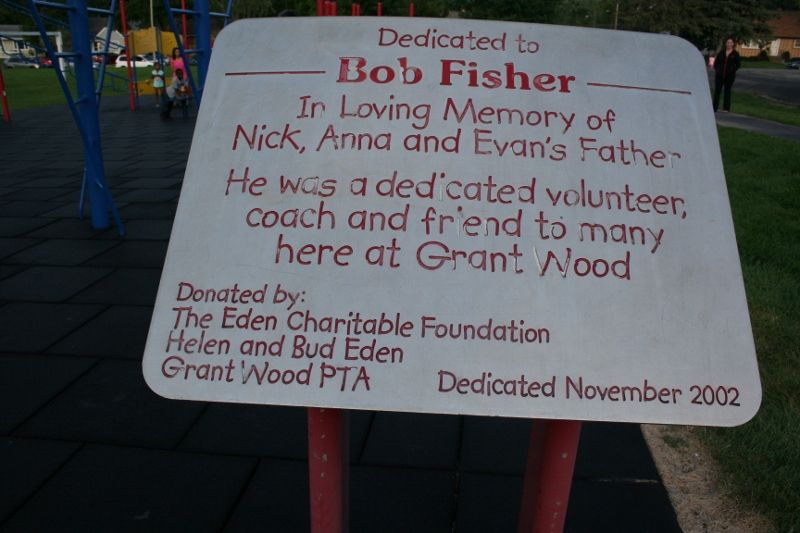 Dedicated to
Bob Fisher
In Loving Memory of
Nick, Anna and Evan's Father
He was a dedicated volunteer,
coach and friend to many
here at Grant Wood
Donated by:
The Eden Charitable Foundation
Helen and Bud Eden
Grant Wood PTA
Dedicated November 2002